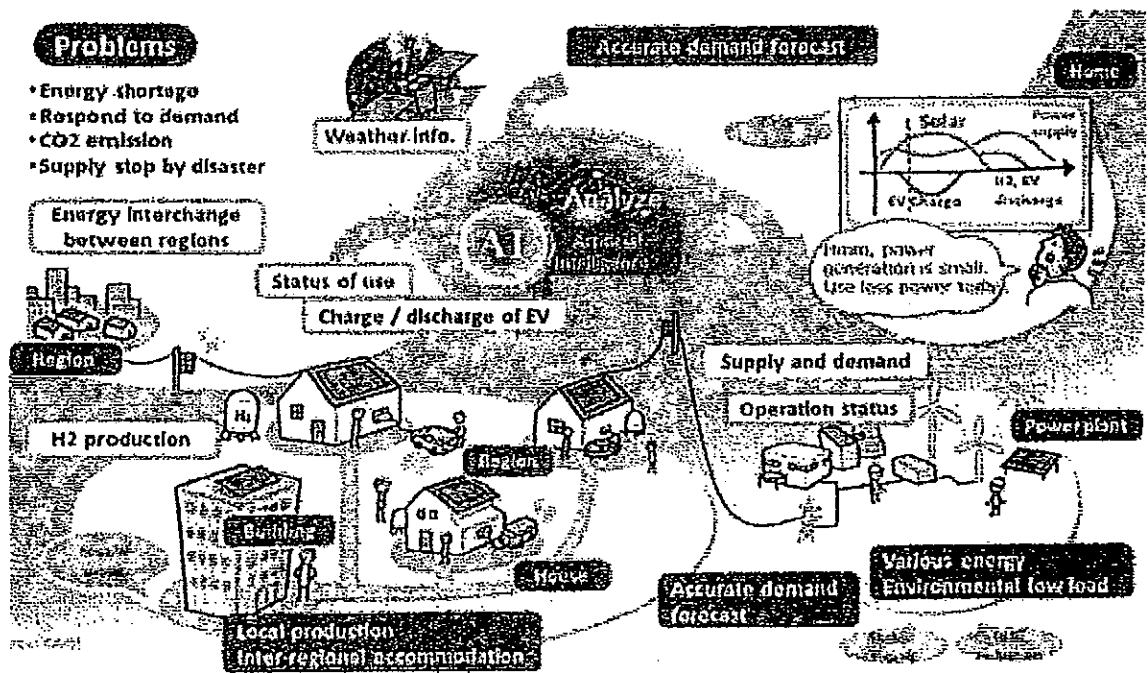 Problems
• Energy shortage
• Respond to demand
• CO2 emission
• Supply stop by disaster
Energy Interchange
between regions
Weather info.
Accurate demand forecast
Home
Solar
Power
supply
EV charge
H2, EV
discharge
power
generation is small.
Use less power today.
Analyze
AI
Status of use
Charge / discharge of EV
Region
H2 production
Region
Building
House
Supply and demand
Operation status
Powerplant
Various energy
Environmental low load
Accurate demand
forecast
Local production
Inter-regional accommodation